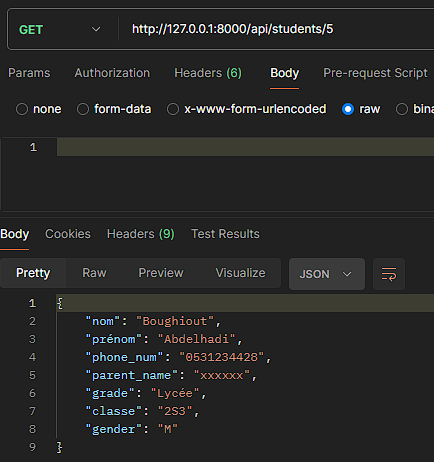 GET http://127.0.0.1:8000/api/students/5
Params Authorization Headers (6) Body Pre-request Script
none form-data x-www-form-urlencoded raw bina
1
Body Cookies Headers (9) Test Results
Pretty Raw Preview Visualize JSON
1 {
2 "nom": "Boughiout",
3 "prénom": "Abdelhadi",
4 "phone_num": "0531234428",
5 "parent_name": "xxxxxx",
6 "grade": "Lycée",
7 "classe": "2S3",
8 "gender": "M"
9 }